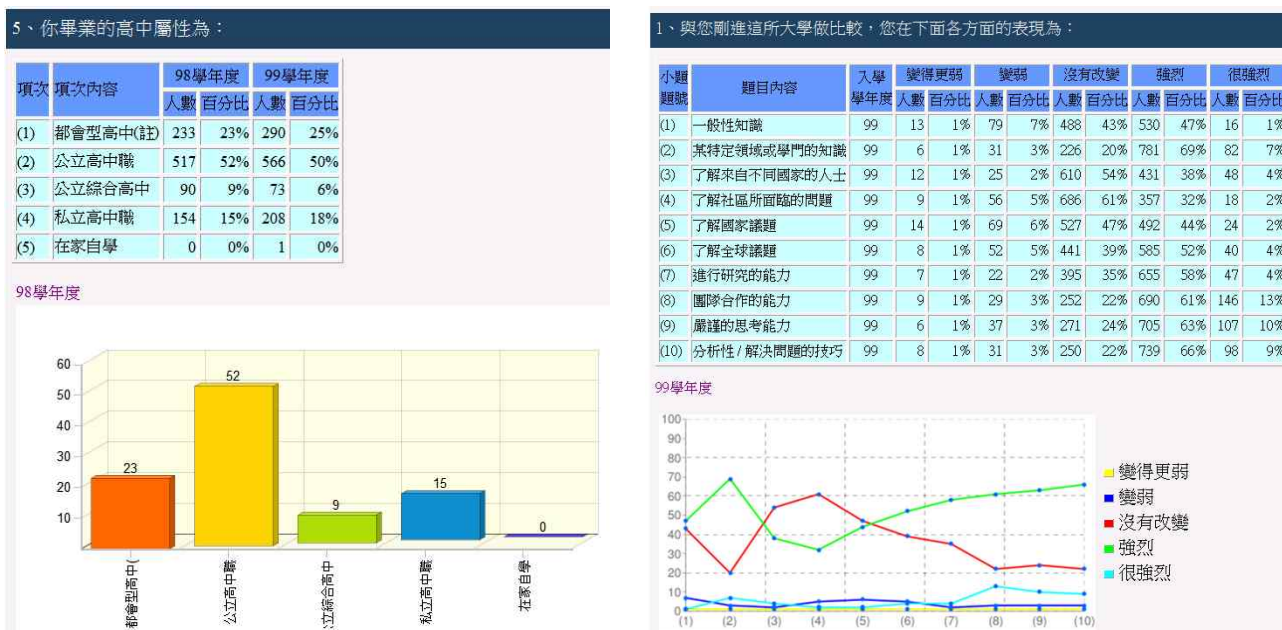 5、你畢業的高中屬性為：
項次 項次內容 98學年度 99學年度
人數 百分比 人數 百分比
(1) 都會型高中(註) 233 23% 290 25%
(2) 公立高中職 517 52% 566 50%
(3) 公立綜合高中 90 9% 73 6%
(4) 私立高中職 154 15% 208 18%
(5) 在家自學 0 0% 1 0%
98學年度
60
50
40
30
20
10
23
52
9
15
0
都會型高中(
公立高中職
公立綜合高中
私立高中職
在家自學
1、與您剛進這所大學做比較，您在下面各方面的表現為：
小題題號 題目內容 入學學年度 變得更弱 變弱 沒有改變 強烈 很強烈
人數 百分比 人數 百分比 人數 百分比 人數 百分比 人數 百分比
(1) 一般性知識 99 13 1% 79 7% 488 43% 530 47% 16 1%
(2) 某特定領域或學門的知識 99 6 1% 31 3% 226 20% 781 69% 82 7%
(3) 了解來自不同國家的人士 99 12 1% 25 2% 610 54% 431 38% 48 4%
(4) 了解社區所面臨的問題 99 9 1% 56 5% 686 61% 357 32% 18 2%
(5) 了解國家議題 99 14 1% 69 6% 527 47% 492 44% 24 2%
(6) 了解全球議題 99 8 1% 52 5% 441 39% 585 52% 40 4%
(7) 進行研究的能力 99 7 1% 22 2% 395 35% 655 58% 47 4%
(8) 團隊合作的能力 99 9 1% 29 3% 252 22% 690 61% 146 13%
(9) 嚴謹的思考能力 99 6 1% 37 3% 271 24% 705 63% 107 10%
(10) 分析性/解決問題的技巧 99 8 1% 31 3% 250 22% 739 66% 98 9%
99學年度
100
90
80
70
60
50
40
30
20
10
0
(1) (2) (3) (4) (5) (6) (7) (8) (9) (10)
變得更弱
變弱
沒有改變
強烈
很強烈